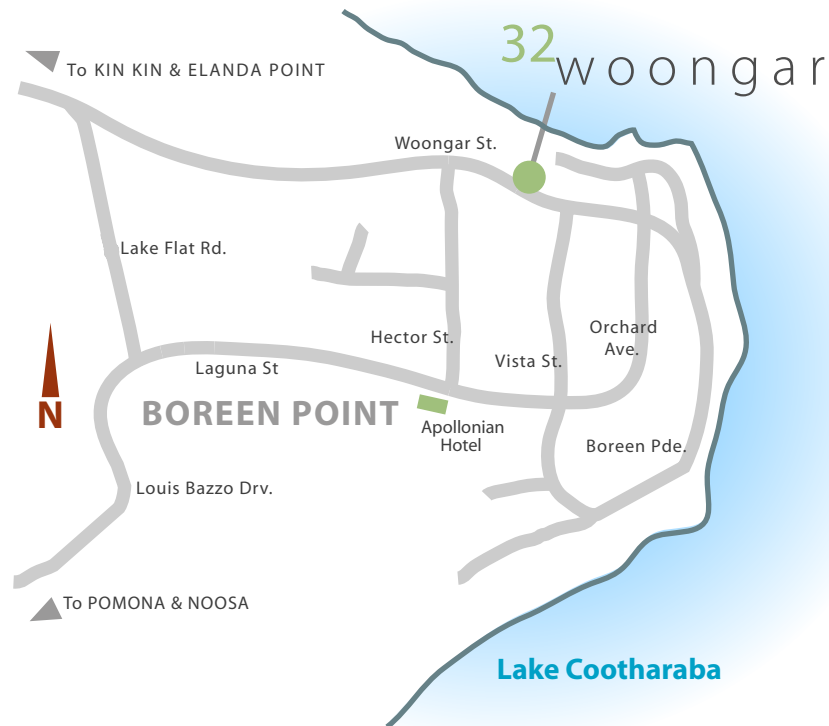 32
woongar
To KIN KIN & ELANDA POINT
Woongar St.
Lake Flat Rd.
Hector St.
Orchard
Ave.
Vista St.
Laguna St
N
BOREEN POINT
Apollonian
Hotel
Boreen Pde.
Louis Bazzo Drv.
To POMONA & NOOSA
Lake Cootharaba